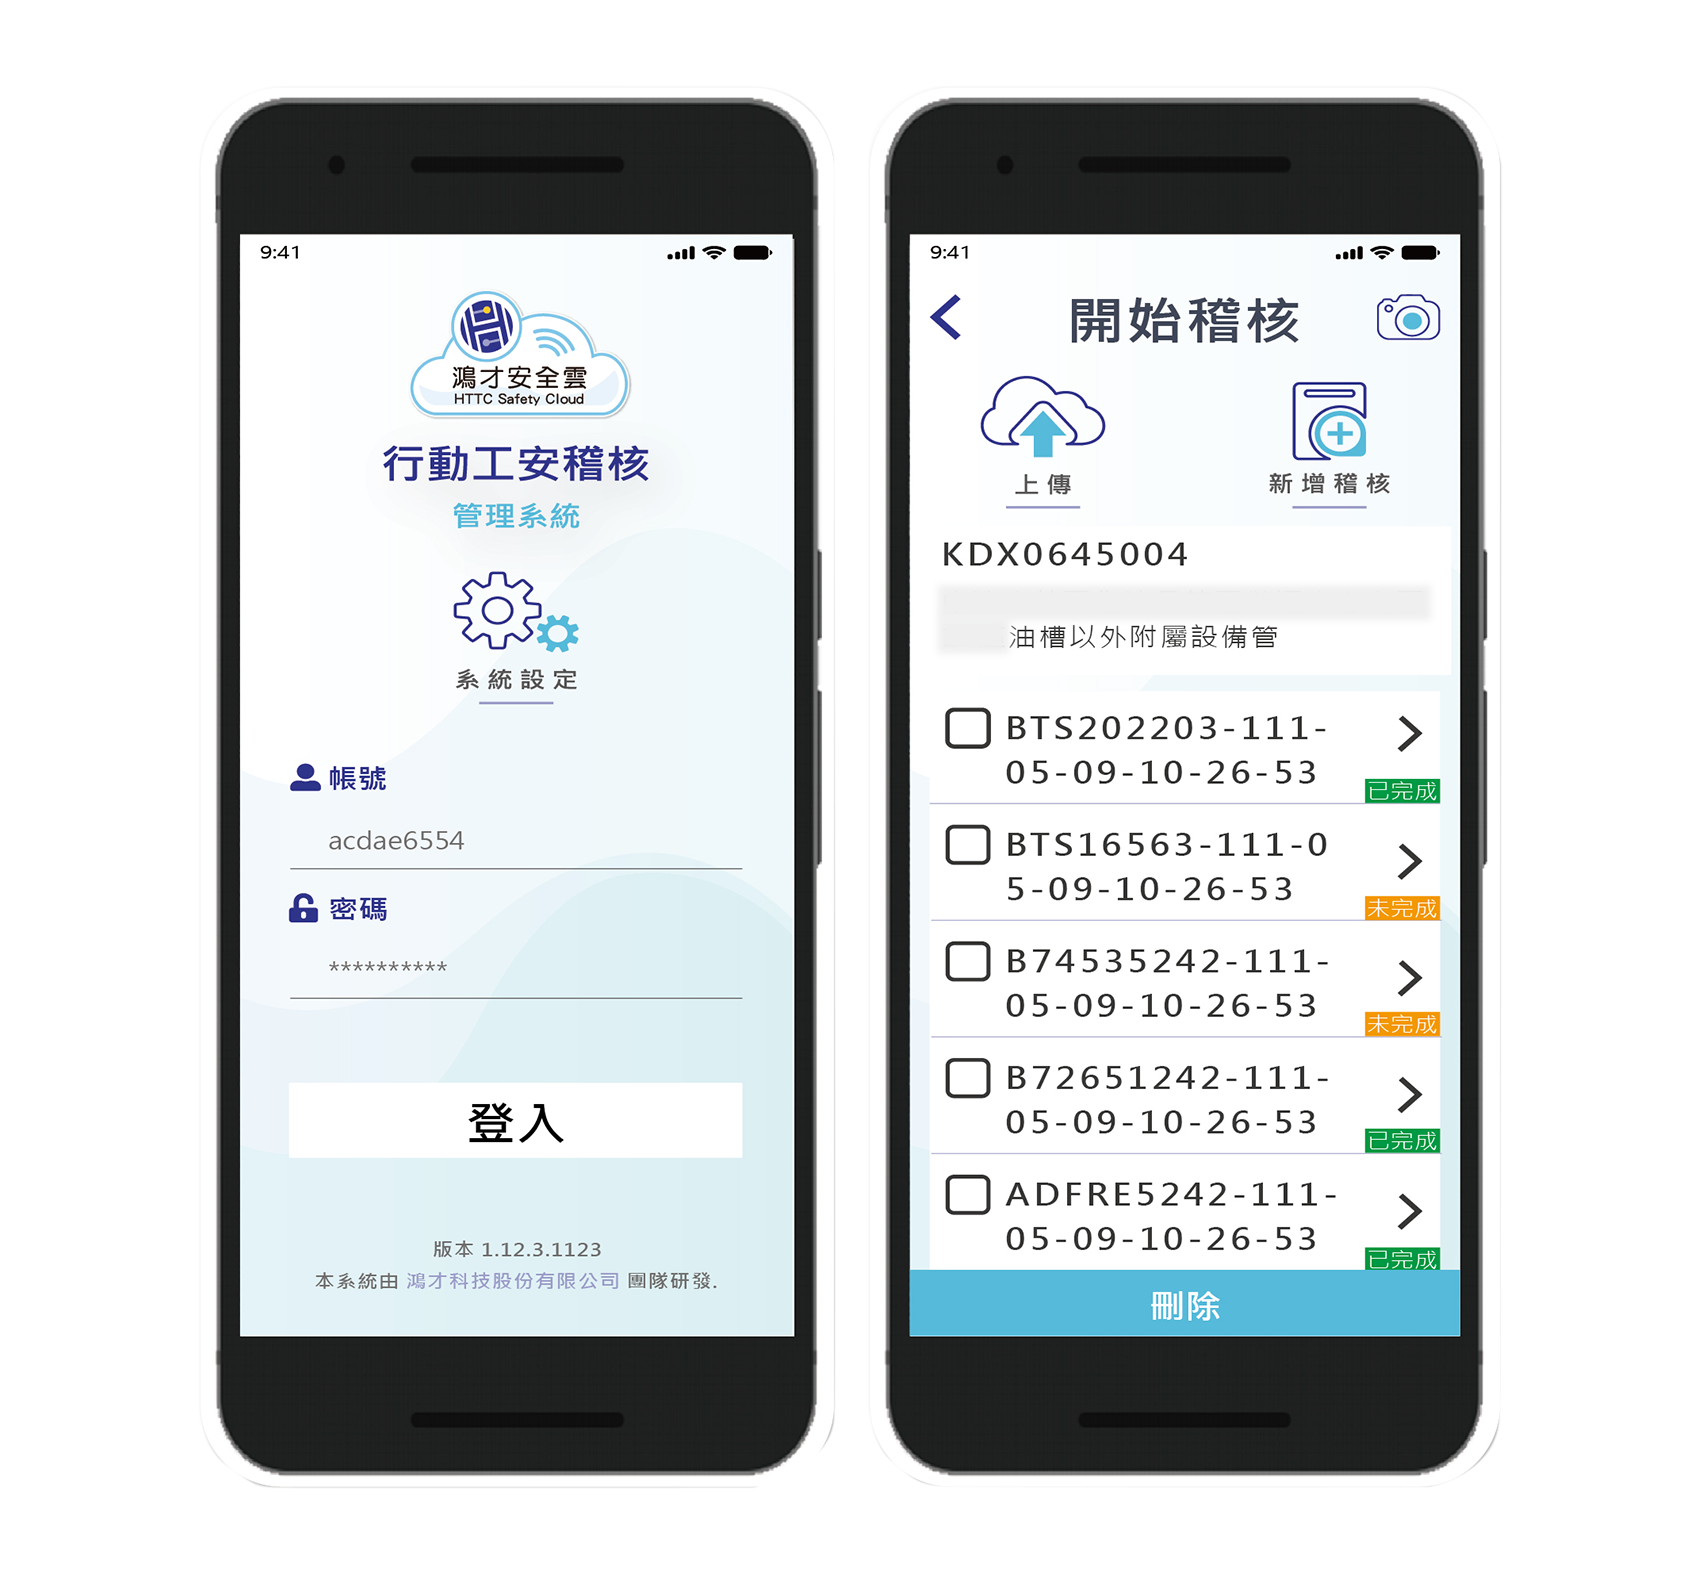 9:41
鴻才安全雲
HTTC Safety Cloud
行動工安稽核
管理系統
系統設定
帳號
acdae6554
密碼
**********
登入
版本 1.12.3.1123
本系統由 鴻才科技股份有限公司 團隊研發.
9:41
開始稽核
上傳
新增稽核
KDX0645004
油槽以外附屬設備管
BTS202203-111-
05-09-10-26-53
已完成
BTS16563-111-0
5-09-10-26-53
未完成
B74535242-111-
05-09-10-26-53
未完成
B72651242-111-
05-09-10-26-53
已完成
ADFRE5242-111-
05-09-10-26-53
已完成
刪除